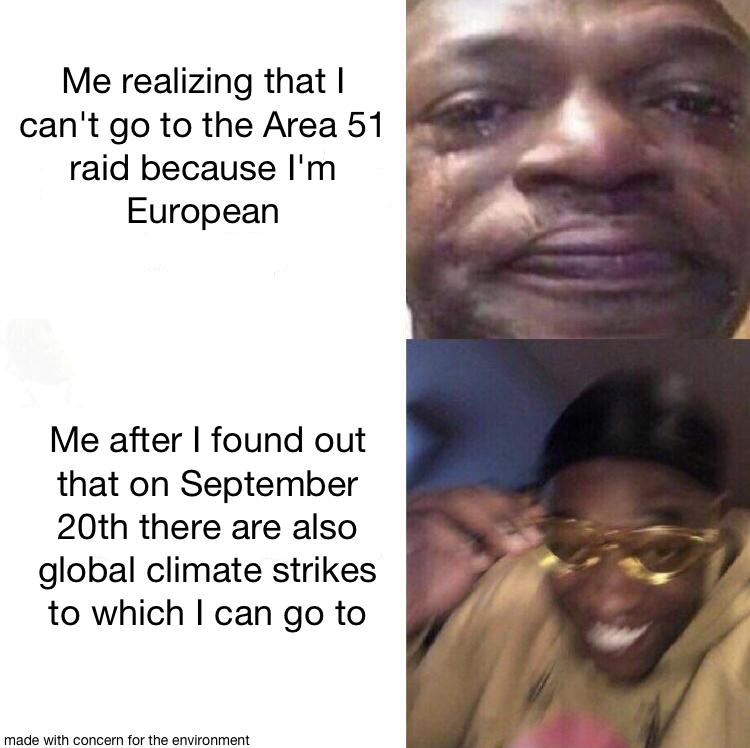 Me realizing that I
can't go to the Area 51
raid because I'm
European
Me after I found out
that on September
20th there are also
global climate strikes
to which I can go to
made with concern for the environment